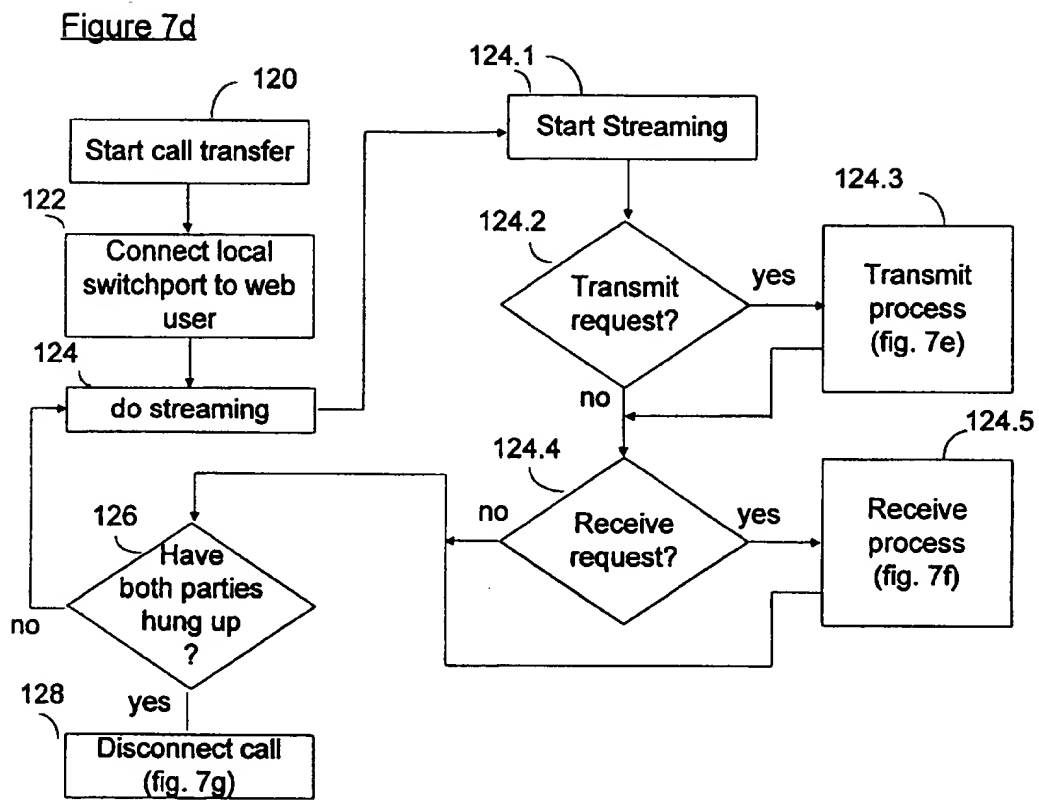 Figure 7d
120
Start call transfer
122
Connect local
switchport to web
user
124
do streaming
126
Have
both parties
hung up
?
no
yes
128
Disconnect call
(fig. 7g)
124.1
Start Streaming
124.2
Transmit
request?
yes
no
124.3
Transmit
process
(fig. 7e)
124.4
Receive
request?
no
yes
124.5
Receive
process
(fig. 7f)